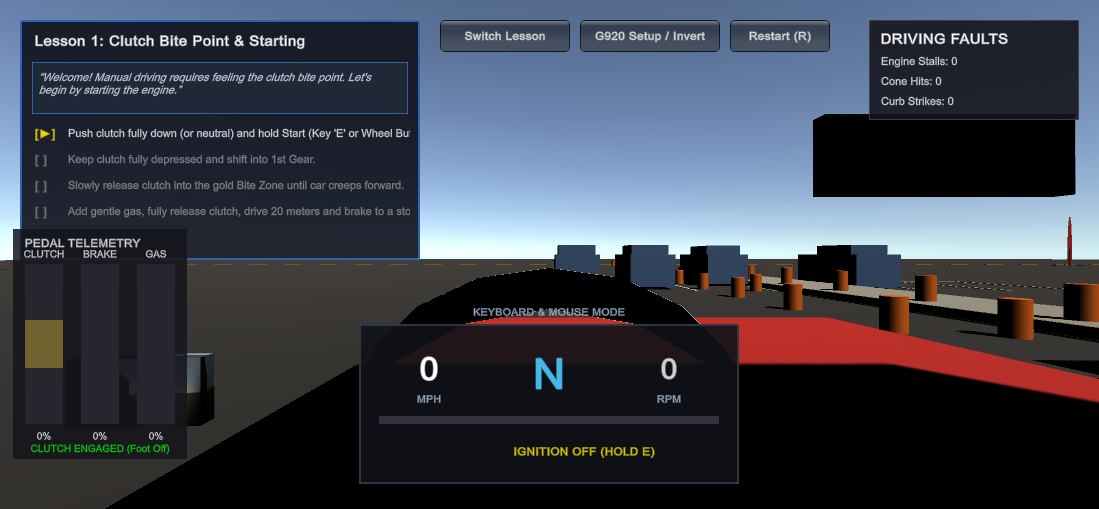 Lesson 1: Clutch Bite Point & Starting
"Welcome! Manual driving requires feeling the clutch bite point. Let's
begin by starting the engine."
[▶] Push clutch fully down (or neutral) and hold Start (Key 'E' or Wheel Bu
[ ] Keep clutch fully depressed and shift into 1st Gear.
[ ] Slowly release clutch into the gold Bite Zone until car creeps forward.
[ ] Add gentle gas, fully release clutch, drive 20 meters and brake to a sto
Switch Lesson
G920 Setup / Invert
Restart (R)
DRIVING FAULTS
Engine Stalls: 0
Cone Hits: 0
Curb Strikes: 0
PEDAL TELEMETRY
CLUTCH BRAKE GAS
0% 0% 0%
CLUTCH ENGAGED (Foot Off)
KEYBOARD & MOUSE MODE
0 N 0
MPH RPM
IGNITION OFF (HOLD E)